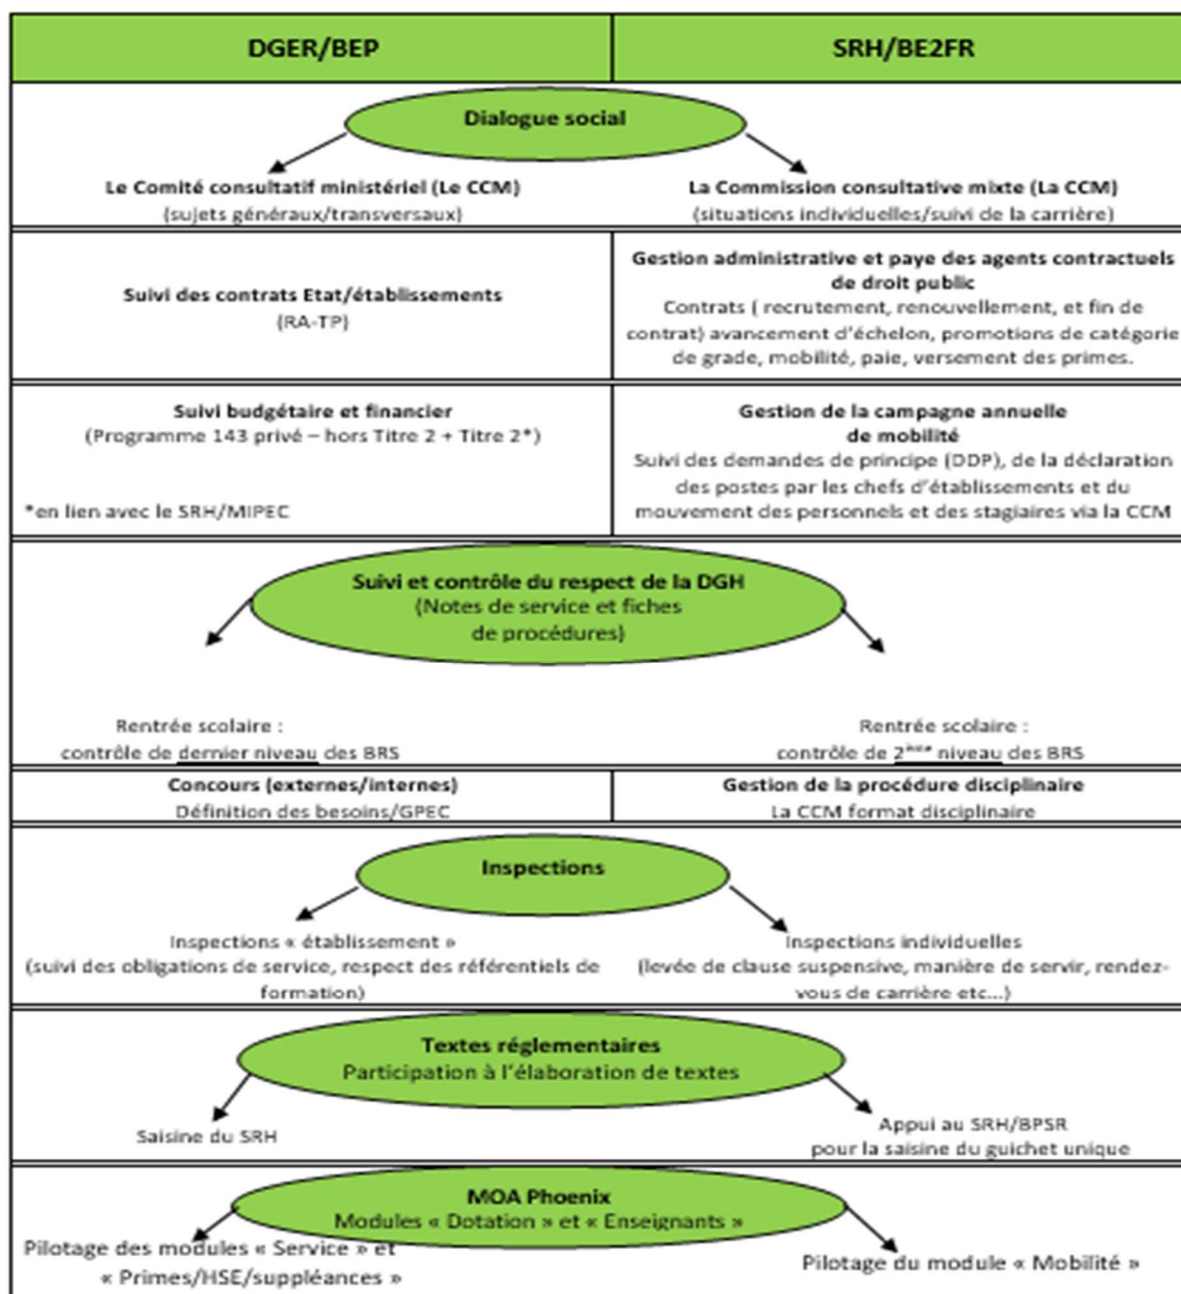 DGER/BEP
SRH/BE2FR
Dialogue social
Le Comité consultatif ministériel (Le CCM)
(sujets généraux/transversaux)
La Commission consultative mixte (La CCM)
(situations individuelles/suivi de la carrière)
Suivi des contrats Etat/établissements
(RA-TP)
Gestion administrative et paye des agents contractuels
de droit public
Contrats ( recrutement, renouvellement, et fin de
contrat) avancement d'échelon, promotions de catégorie
de grade, mobilité, paie, versement des primes.
Suivi budgétaire et financier
(Programme 143 privé – hors Titre 2 + Titre 2*)
*en lien avec le SRH/MIPEC
Gestion de la campagne annuelle
de mobilité
Suivi des demandes de principe (DDP), de la déclaration
des postes par les chefs d'établissements et du
mouvement des personnels et des stagiaires via la CCM
Suivi et contrôle du respect de la DGH
(Notes de service et fiches
de procédures)
Rentrée scolaire :
contrôle de dernier niveau des BRS
Rentrée scolaire :
contrôle de 2ème niveau des BRS
Concours (externes/internes)
Définition des besoins/GPEC
Gestion de la procédure disciplinaire
La CCM format disciplinaire
Inspections
Inspections « établissement »
(suivi des obligations de service, respect des référentiels de
formation)
Inspections individuelles
(levée de clause suspensive, manière de servir, rendez-
vous de carrière etc...)
Textes réglementaires
Participation à l'élaboration de textes
Saisine du SRH
Appui au SRH/BPSR
pour la saisine du guichet unique
MOA Phoenix
Modules « Dotation » et « Enseignants »
Pilotage des modules « Service » et
« Primes/HSE/suppléances »
Pilotage du module « Mobilité »